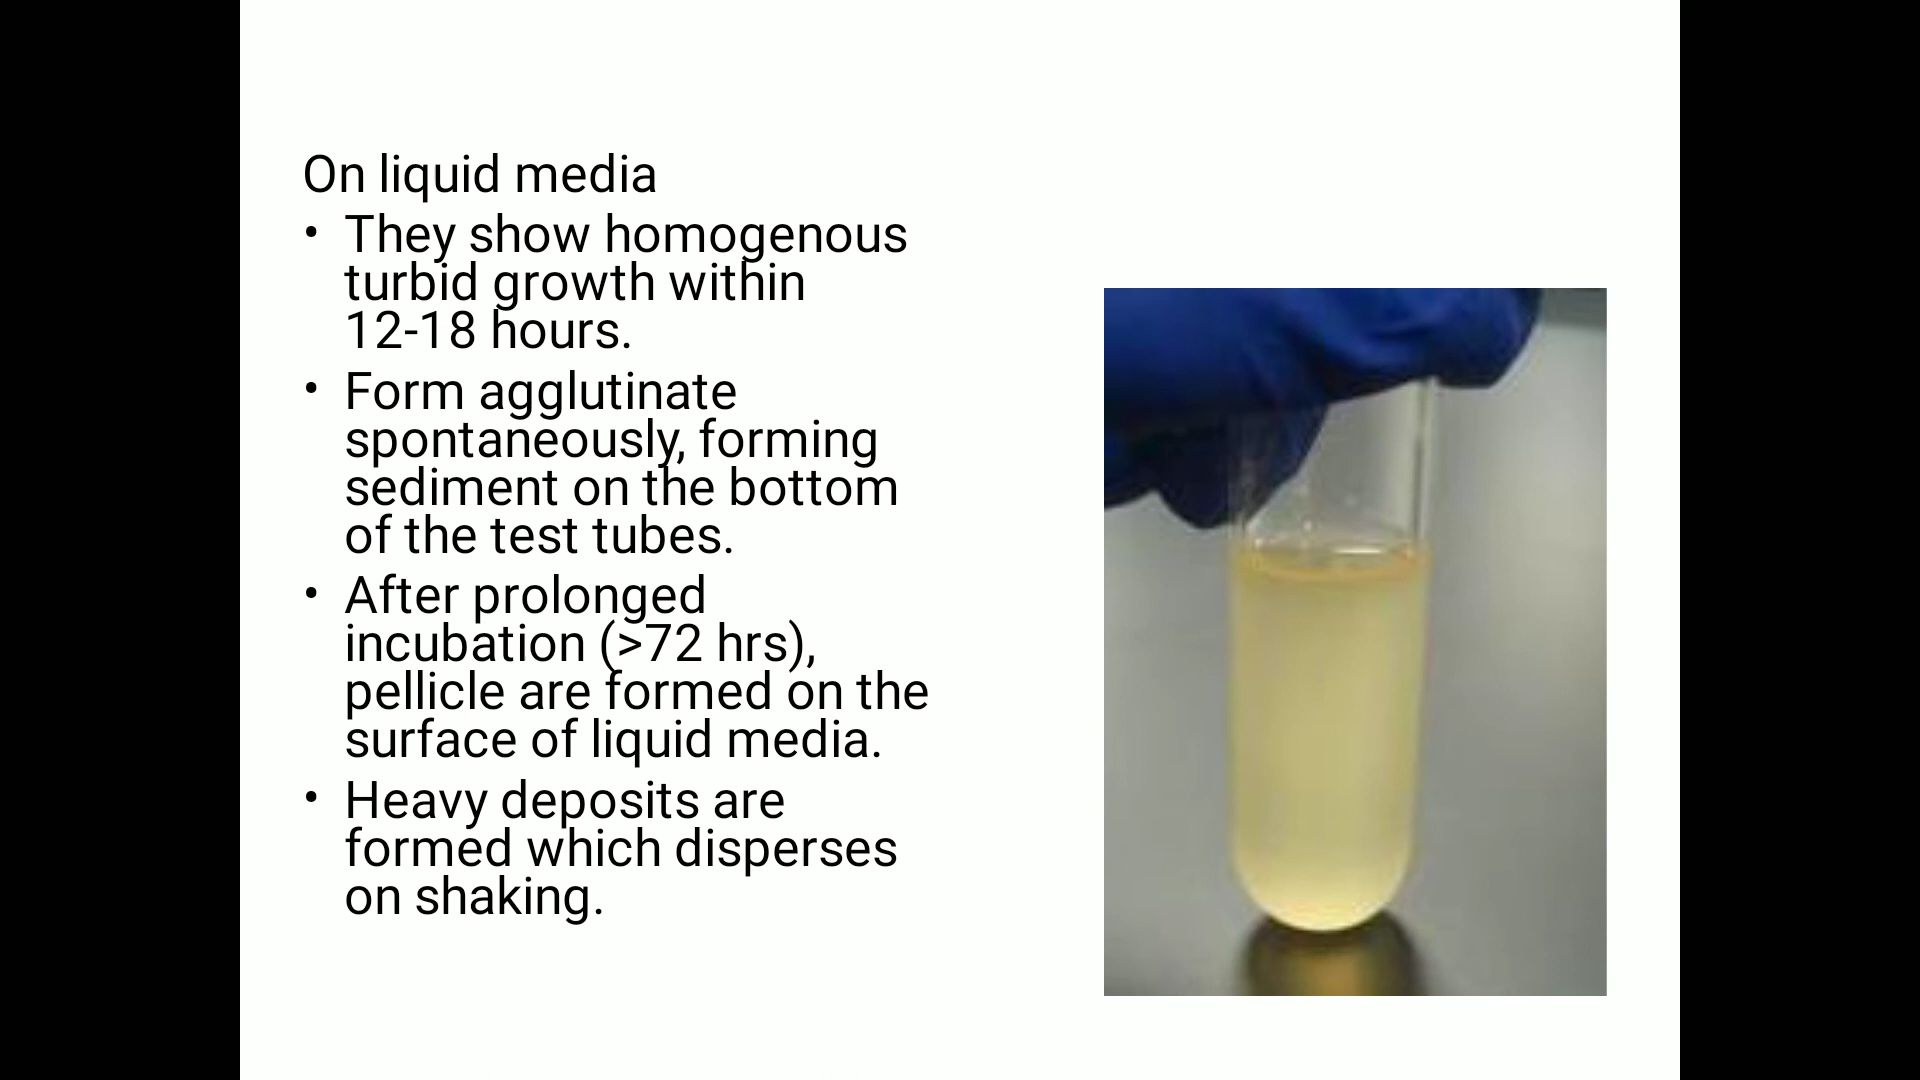 On liquid media
• They show homogenous
turbid growth within
12-18 hours.
• Form agglutinate
spontaneously, forming
sediment on the bottom
of the test tubes.
• After prolonged
incubation (>72 hrs),
pellicle are formed on the
surface of liquid media.
• Heavy deposits are
formed which disperses
on shaking.